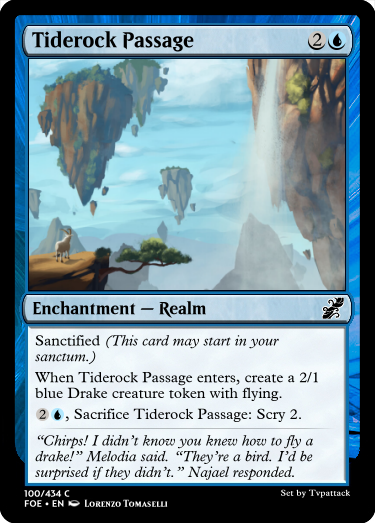 Tiderock Passage 2
Enchantment — Realm
Sanctified (This card may start in your
sanctum.)
When Tiderock Passage enters, create a 2/1
blue Drake creature token with flying.
2, Sacrifice Tiderock Passage: Scry 2.
“Chirps! I didn’t know you knew how to fly a
drake!” Melodia said. “They’re a bird. I’d be
surprised if they didn’t.” Najael responded.
100/434 C
Set by Tvpattack
FOE • EN Lorenzo Tomaselli